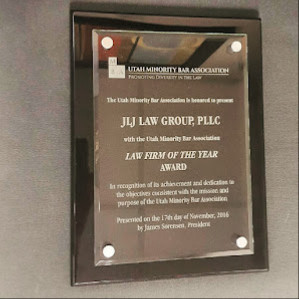 UTAH MINORITY BAR ASSOCIATION
PROMOTING DIVERSITY IN THE LAW
The Utah Minority Bar Association is honored to present
JLJ LAW GROUP, PLLC
with the Utah Minority Bar Association
LAW FIRM OF THE YEAR
AWARD
In recognition of its achievement and dedication to
the objectives consistent with the mission and
purpose of the Utah Minority Bar Association.
Presented on the 17th day of November, 2016
by James Sorensen, President